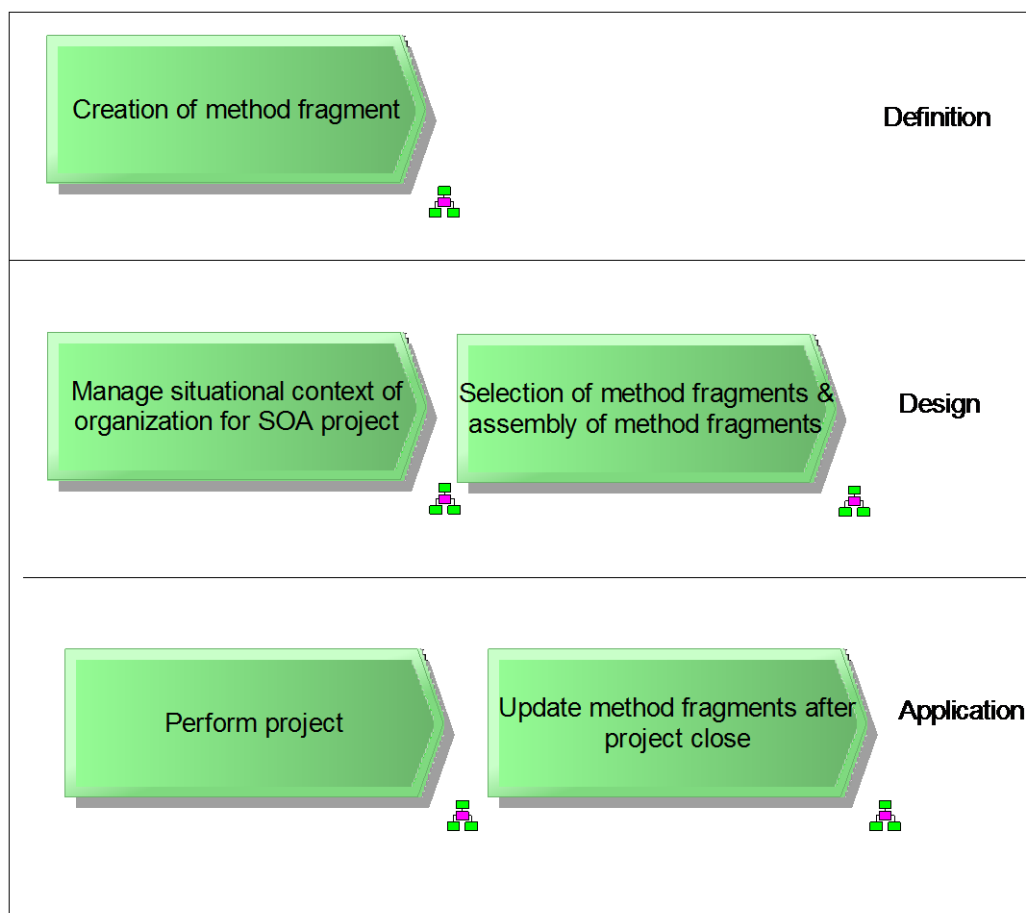 Creation of method fragment
Definition
Manage situational context of
organization for SOA project
Selection of method fragments &
assembly of method fragments
Design
Perform project
Update method fragments after
project close
Application